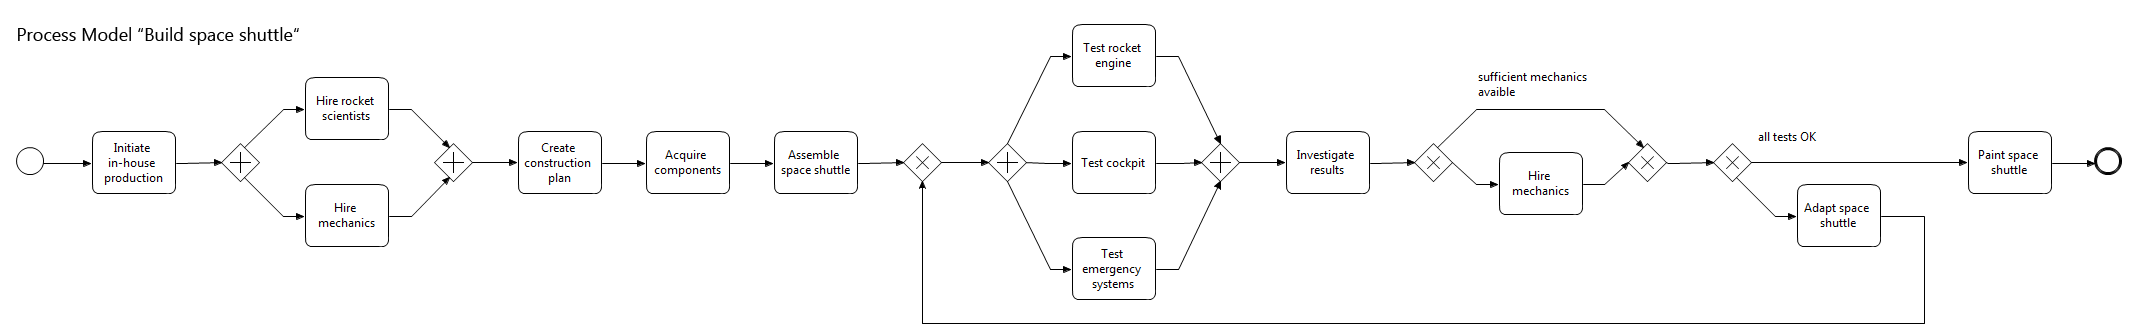 Process Model "Build space shuttle"
Initiate
in-house
production
Hire rocket
scientists
Hire
mechanics
Create
construction
plan
Acquire
components
Assemble
space shuttle
Test rocket
engine
Test cockpit
Test
emergency
systems
Investigate
results
sufficient mechanics
avaible
Hire
mechanics
all tests OK
Adapt space
shuttle
Paint space
shuttle